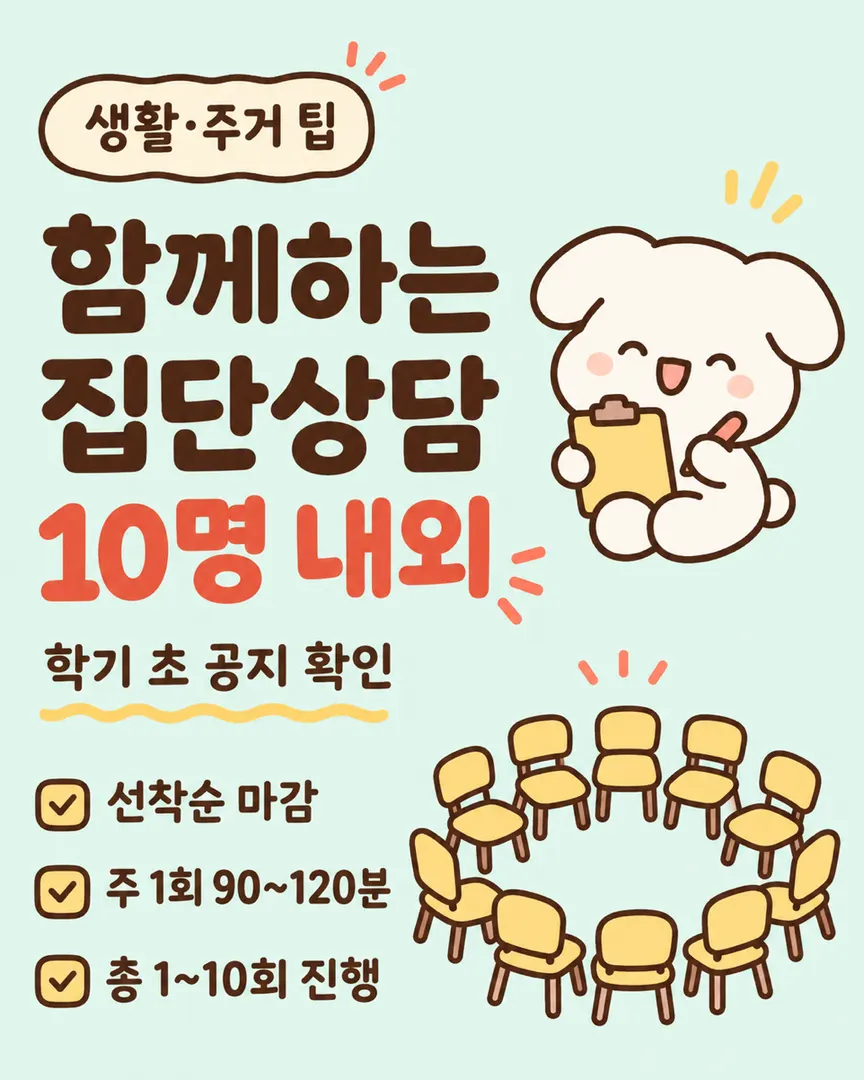 생활·주거 팁
함께하는
집단상담
10명 내외
학기 초 공지 확인
선착순 마감
주 1회 90~120분
총 1~10회 진행